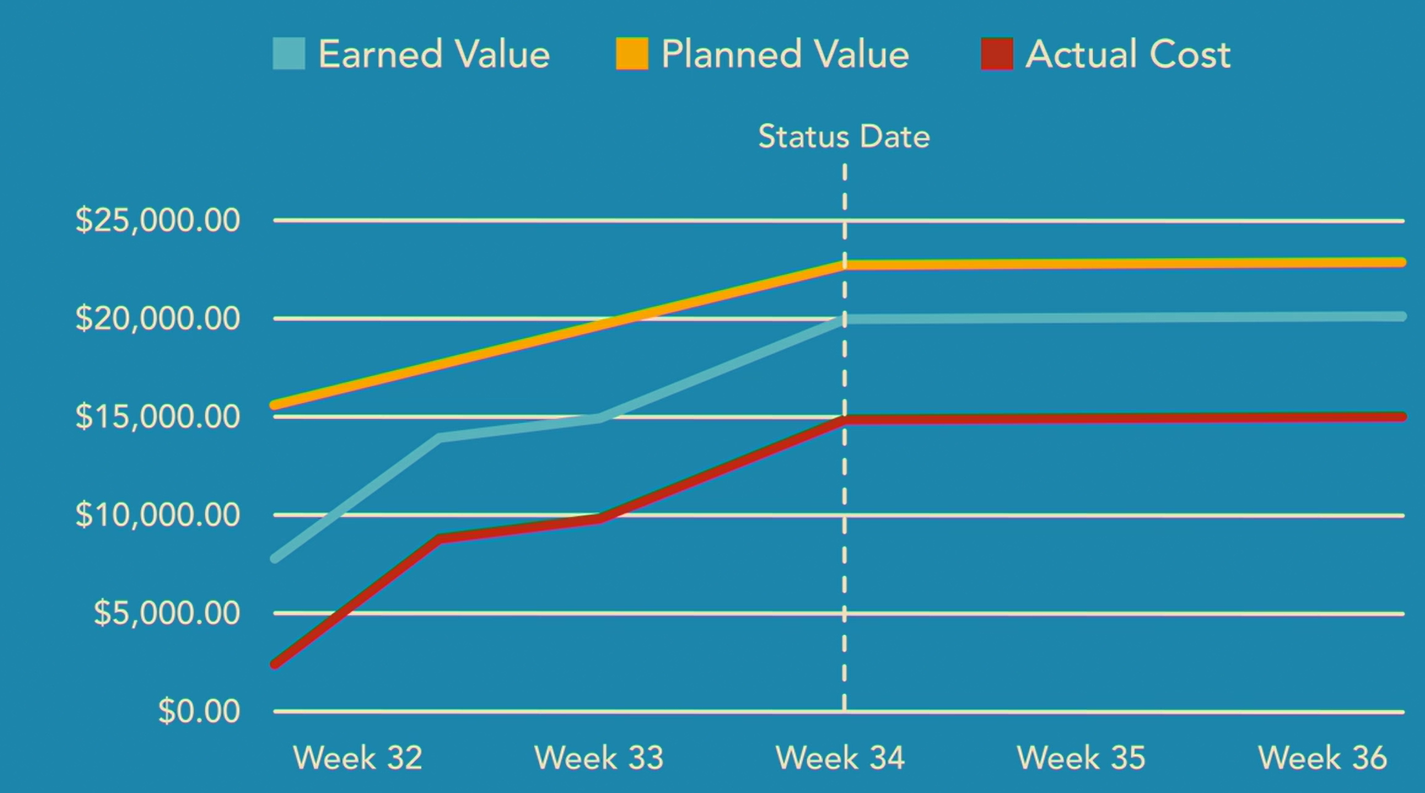 Earned Value Planned Value Actual Cost
Status Date
$25,000.00
$20,000.00
$15,000.00
$10,000.00
$5,000.00
$0.00
Week 32 Week 33 Week 34 Week 35 Week 36